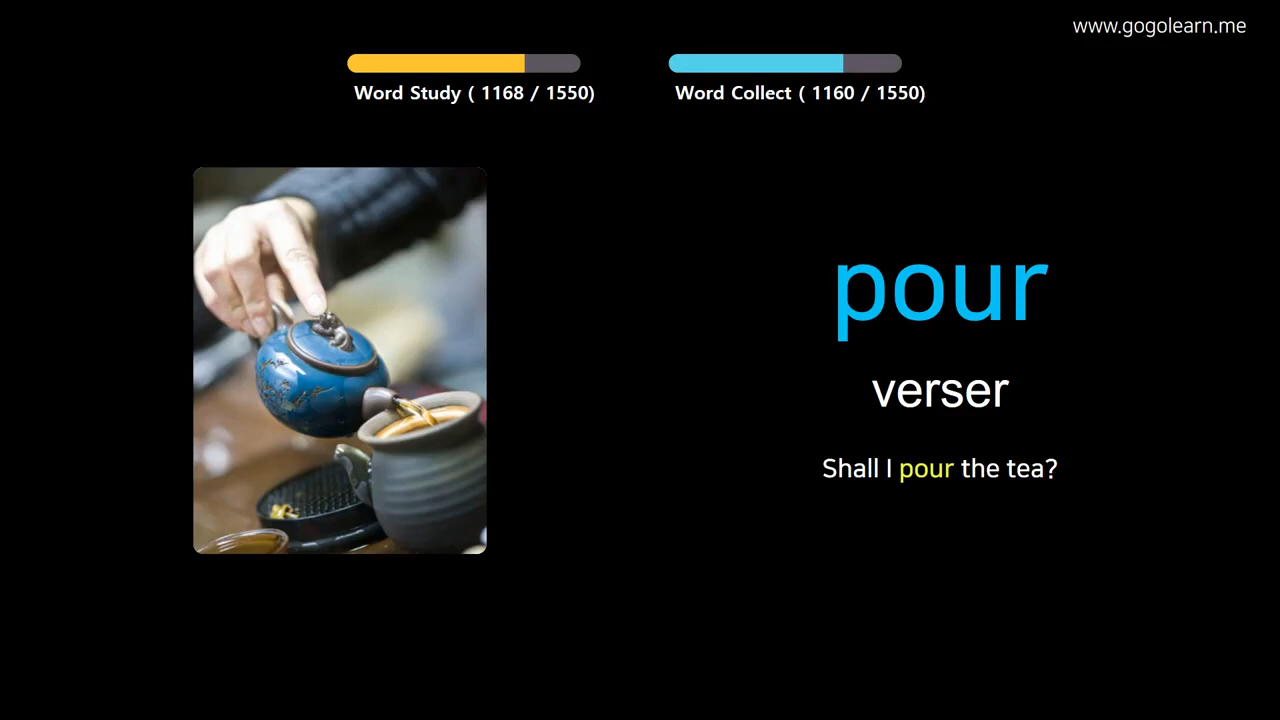 www.gogolearn.me
Word Study ( 1168 / 1550)
Word Collect ( 1160 / 1550)
pour
verser
Shall I pour the tea?